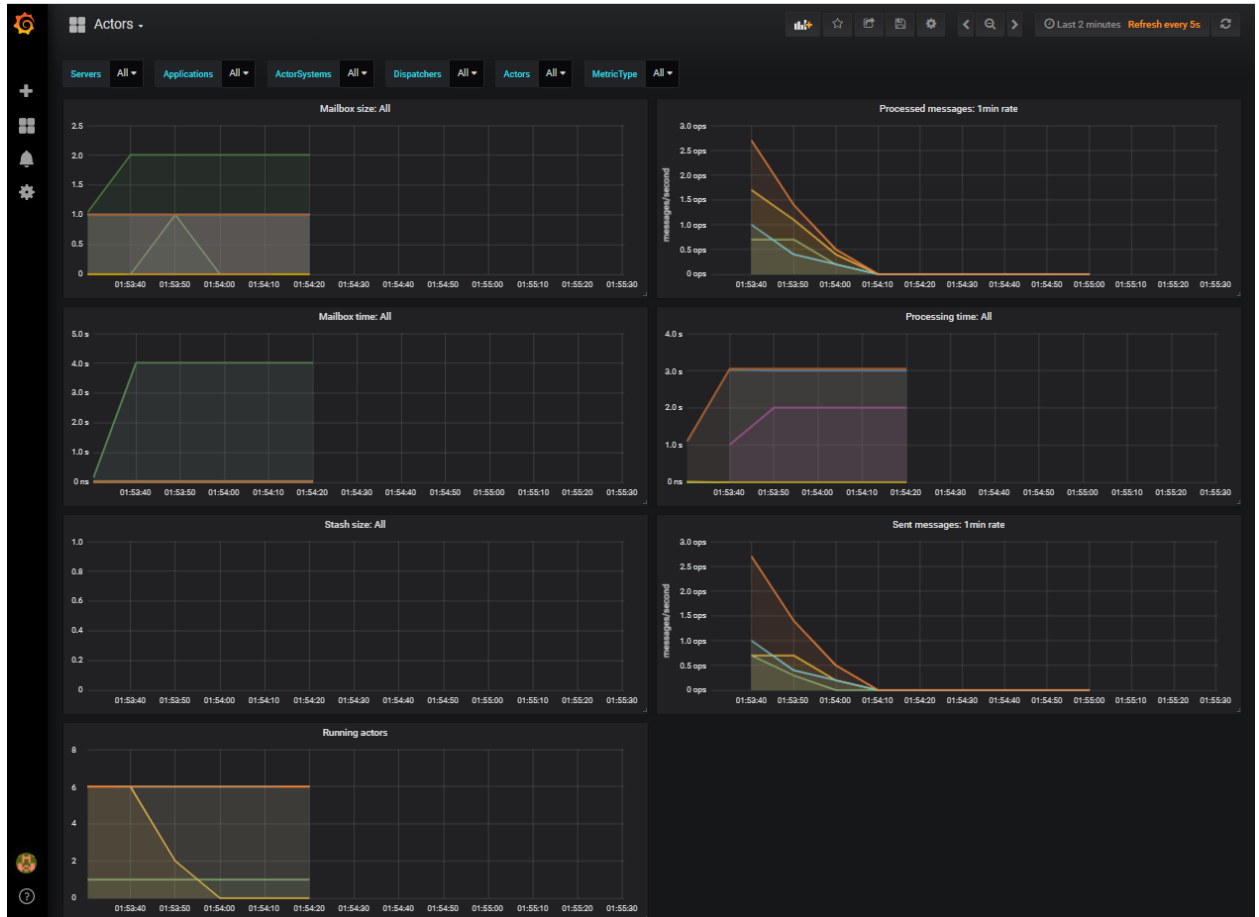 Actors
Last 2 minutes Refresh every 5s
Servers All Applications All ActorSystems All Dispatchers All Actors All MetricType All
Mailbox size: All
2.5
2.0
1.5
1.0
0.5
0
01:53:40 01:53:50 01:54:00 01:54:10 01:54:20 01:54:30 01:54:40 01:54:50 01:55:00 01:55:10 01:55:20 01:55:30
Processed messages: 1min rate
messages/second
3.0 ops
2.5 ops
2.0 ops
1.5 ops
1.0 ops
0.5 ops
0 ops
01:53:40 01:53:50 01:54:00 01:54:10 01:54:20 01:54:30 01:54:40 01:54:50 01:55:00 01:55:10 01:55:20 01:55:30
Mailbox time: All
5.0 s
4.0 s
3.0 s
2.0 s
1.0 s
0 ns
01:53:40 01:53:50 01:54:00 01:54:10 01:54:20 01:54:30 01:54:40 01:54:50 01:55:00 01:55:10 01:55:20 01:55:30
Processing time: All
4.0 s
3.0 s
2.0 s
1.0 s
0 ns
01:53:40 01:53:50 01:54:00 01:54:10 01:54:20 01:54:30 01:54:40 01:54:50 01:55:00 01:55:10 01:55:20 01:55:30
Stash size: All
1.0
0.8
0.6
0.4
0.2
0
01:53:40 01:53:50 01:54:00 01:54:10 01:54:20 01:54:30 01:54:40 01:54:50 01:55:00 01:55:10 01:55:20 01:55:30
Sent messages: 1min rate
messages/second
3.0 ops
2.5 ops
2.0 ops
1.5 ops
1.0 ops
0.5 ops
0 ops
01:53:40 01:53:50 01:54:00 01:54:10 01:54:20 01:54:30 01:54:40 01:54:50 01:55:00 01:55:10 01:55:20 01:55:30
Running actors
8
6
4
2
0
01:53:40 01:53:50 01:54:00 01:54:10 01:54:20 01:54:30 01:54:40 01:54:50 01:55:00 01:55:10 01:55:20 01:55:30